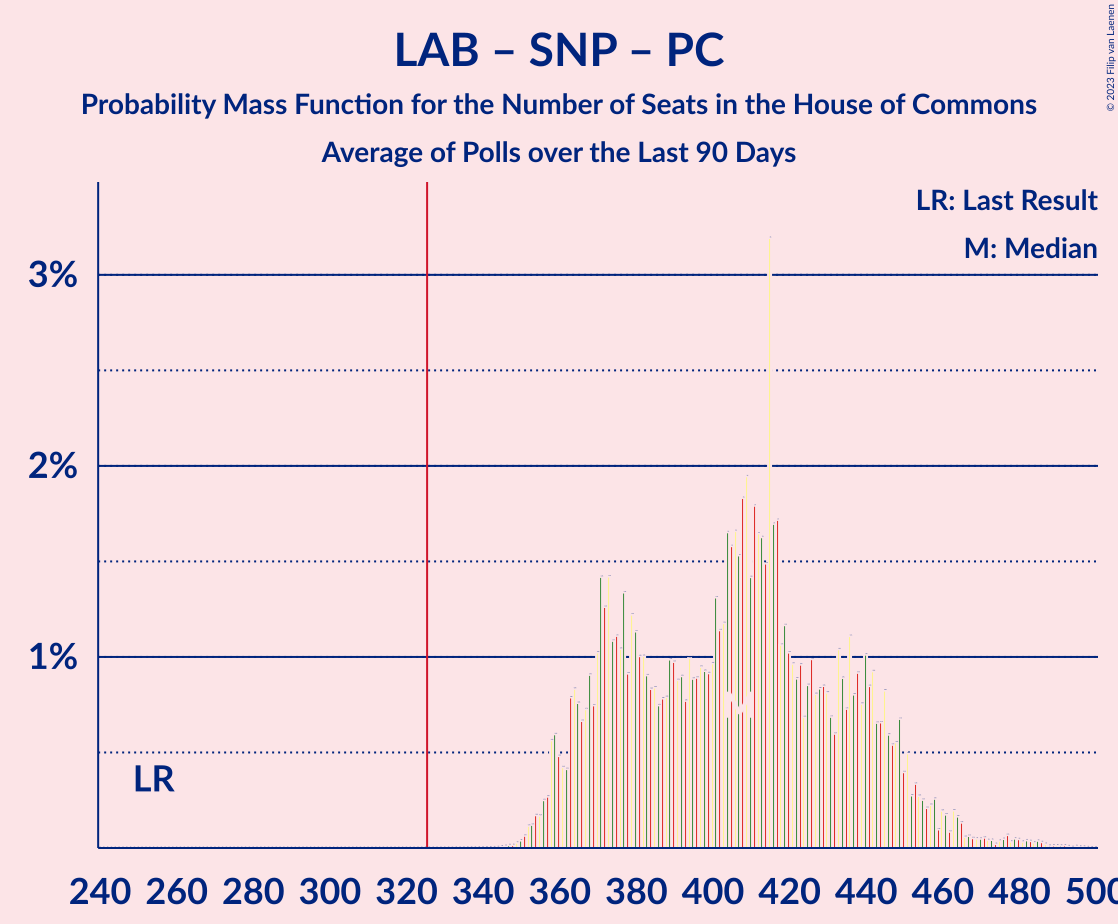 LAB – SNP – PC
Probability Mass Function for the Number of Seats in the House of Commons
Average of Polls over the Last 90 Days
© 2023 Filip van Laenen
LR: Last Result
M: Median
3%
2%
1%
LR
M
240 260 280 300 320 340 360 380 400 420 440 460 480 500